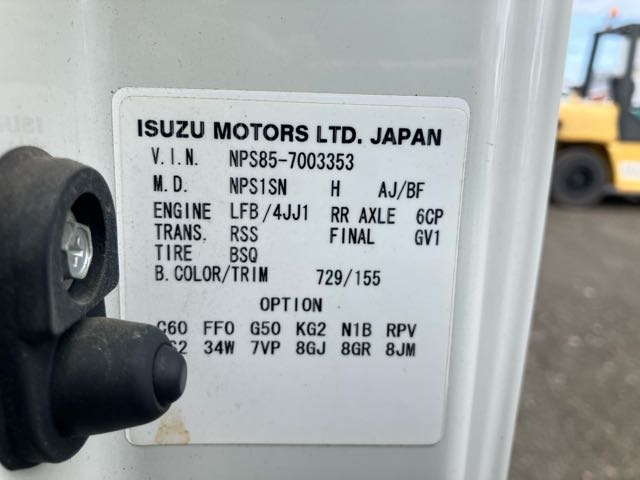 ISUZU MOTORS LTD. JAPAN
V.I.N. NPS85-7003353
M.D. NPS1SN H AJ/BF
ENGINE LFB/4JJ1 RR AXLE 6CP
TRANS. RSS FINAL GV1
TIRE BSQ
B.COLOR/TRIM 729/155
OPTION
C60 FF0 G50 KG2 N1B RPV
34W 7VP 8GJ 8GR 8JM